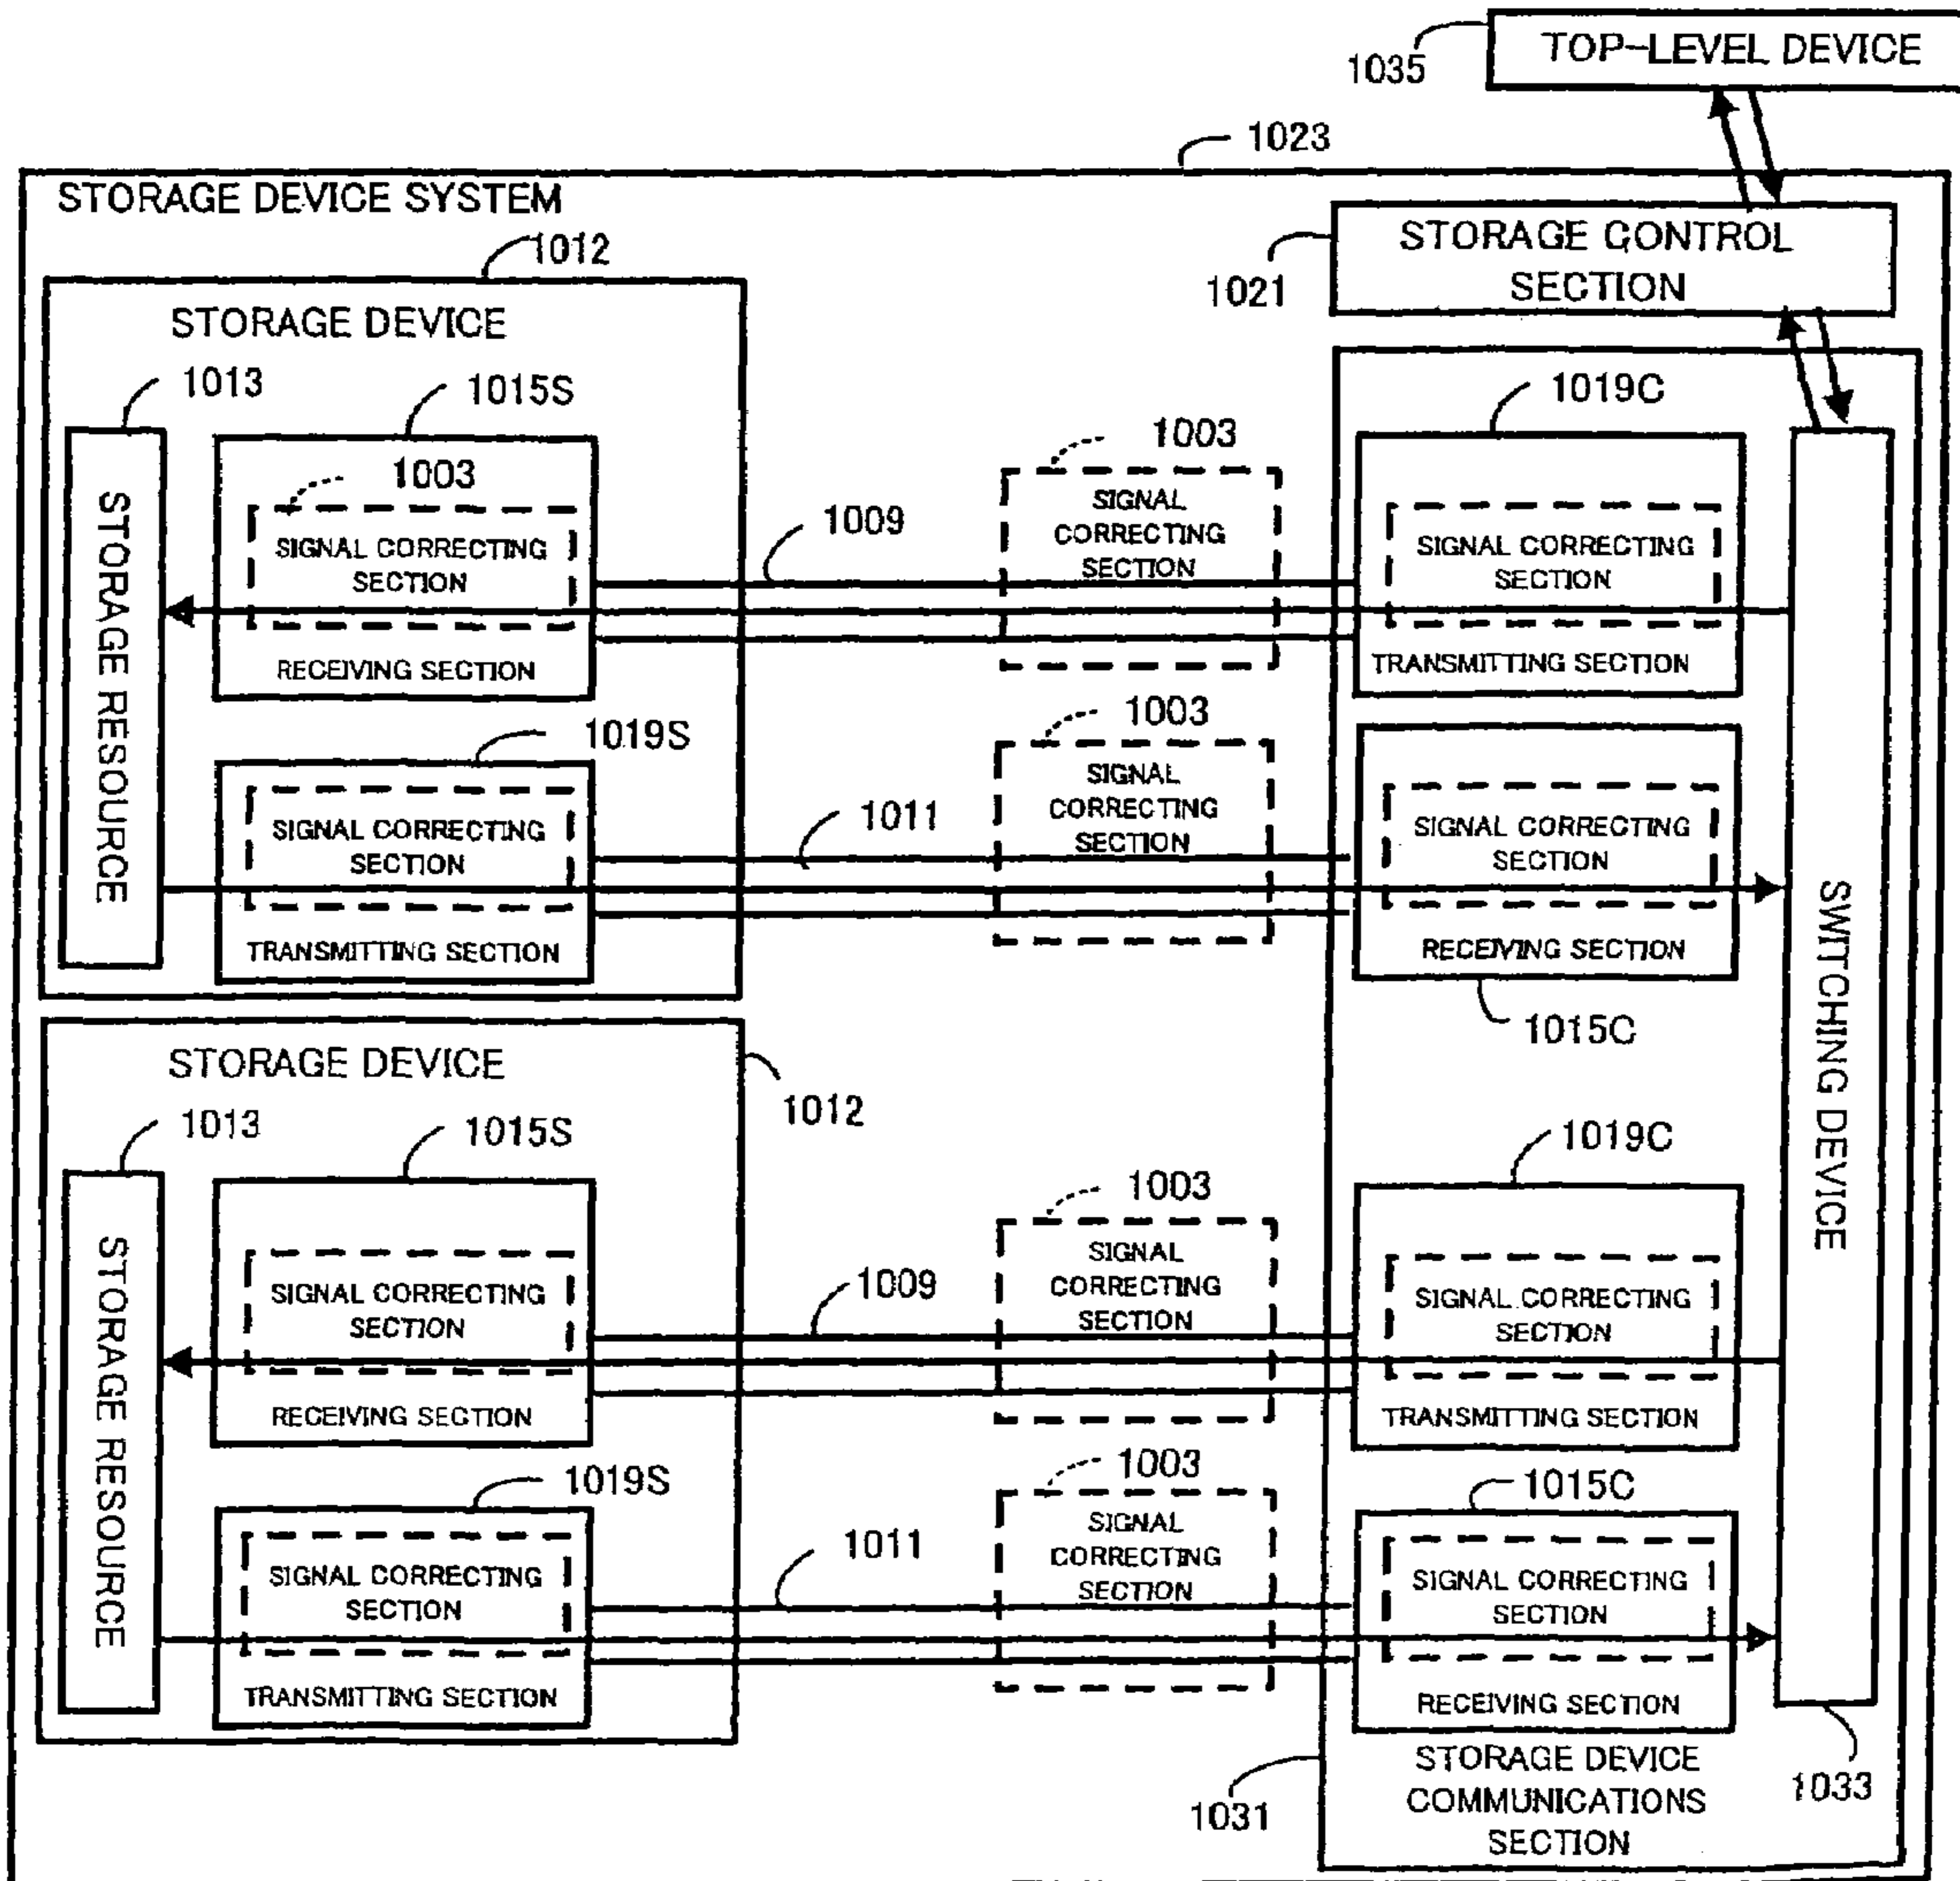 TOP-LEVEL DEVICE
1035
1023
STORAGE DEVICE SYSTEM
STORAGE CONTROL
SECTION
1021
1012
STORAGE DEVICE
1013
1015S
1003
SIGNAL CORRECTING
SECTION
RECEIVING SECTION
STORAGE RESOURCE
1009
1003
SIGNAL
CORRECTING
SECTION
1019C
SIGNAL CORRECTING
SECTION
TRANSMITTING SECTION
1019S
SIGNAL CORRECTING
SECTION
TRANSMITTING SECTION
1011
1003
SIGNAL
CORRECTING
SECTION
SIGNAL CORRECTING
SECTION
RECEIVING SECTION
1015C
SWITCHING DEVICE
STORAGE DEVICE
1012
1013
1015S
SIGNAL CORRECTING
SECTION
RECEIVING SECTION
STORAGE RESOURCE
1009
1003
SIGNAL
CORRECTING
SECTION
1019C
SIGNAL CORRECTING
SECTION
TRANSMITTING SECTION
1019S
SIGNAL CORRECTING
SECTION
TRANSMITTING SECTION
1011
1003
SIGNAL
CORRECTING
SECTION
1015C
SIGNAL CORRECTING
SECTION
RECEIVING SECTION
STORAGE DEVICE
COMMUNICATIONS
SECTION
1031
1033